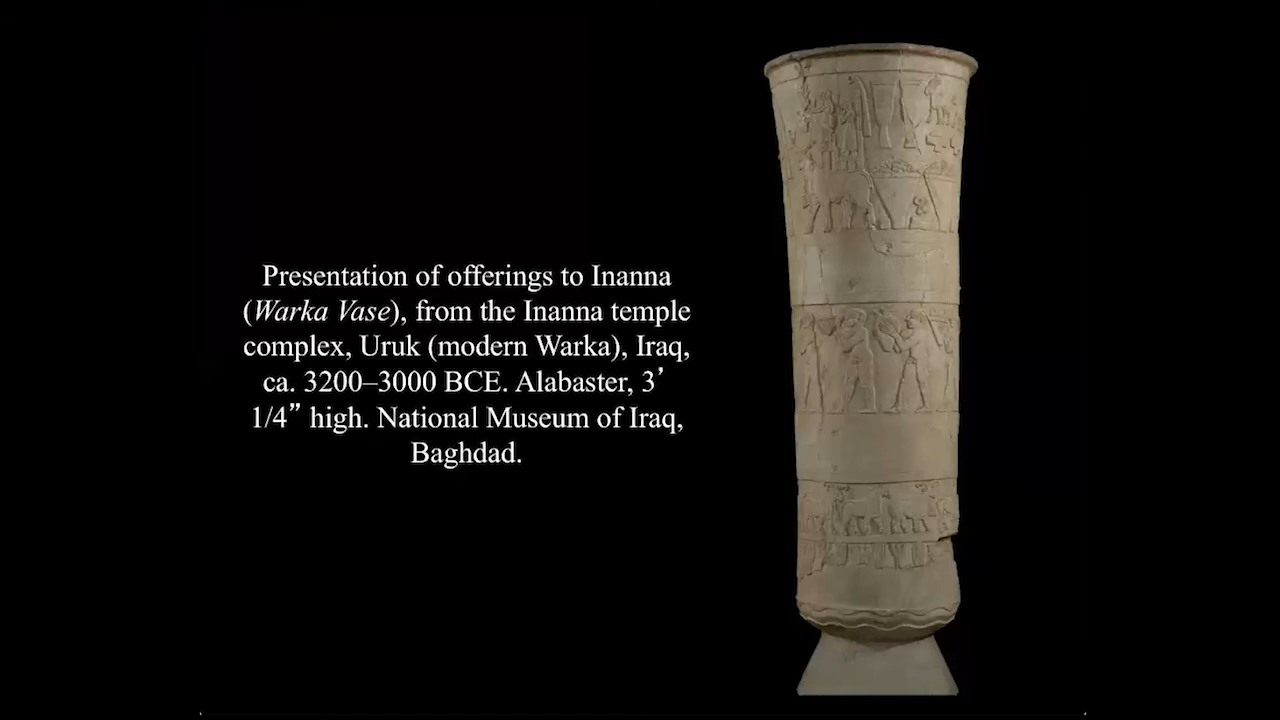 Presentation of offerings to Inanna
(Warka Vase), from the Inanna temple
complex, Uruk (modern Warka), Iraq,
ca. 3200–3000 BCE. Alabaster, 3’
1/4” high. National Museum of Iraq,
Baghdad.